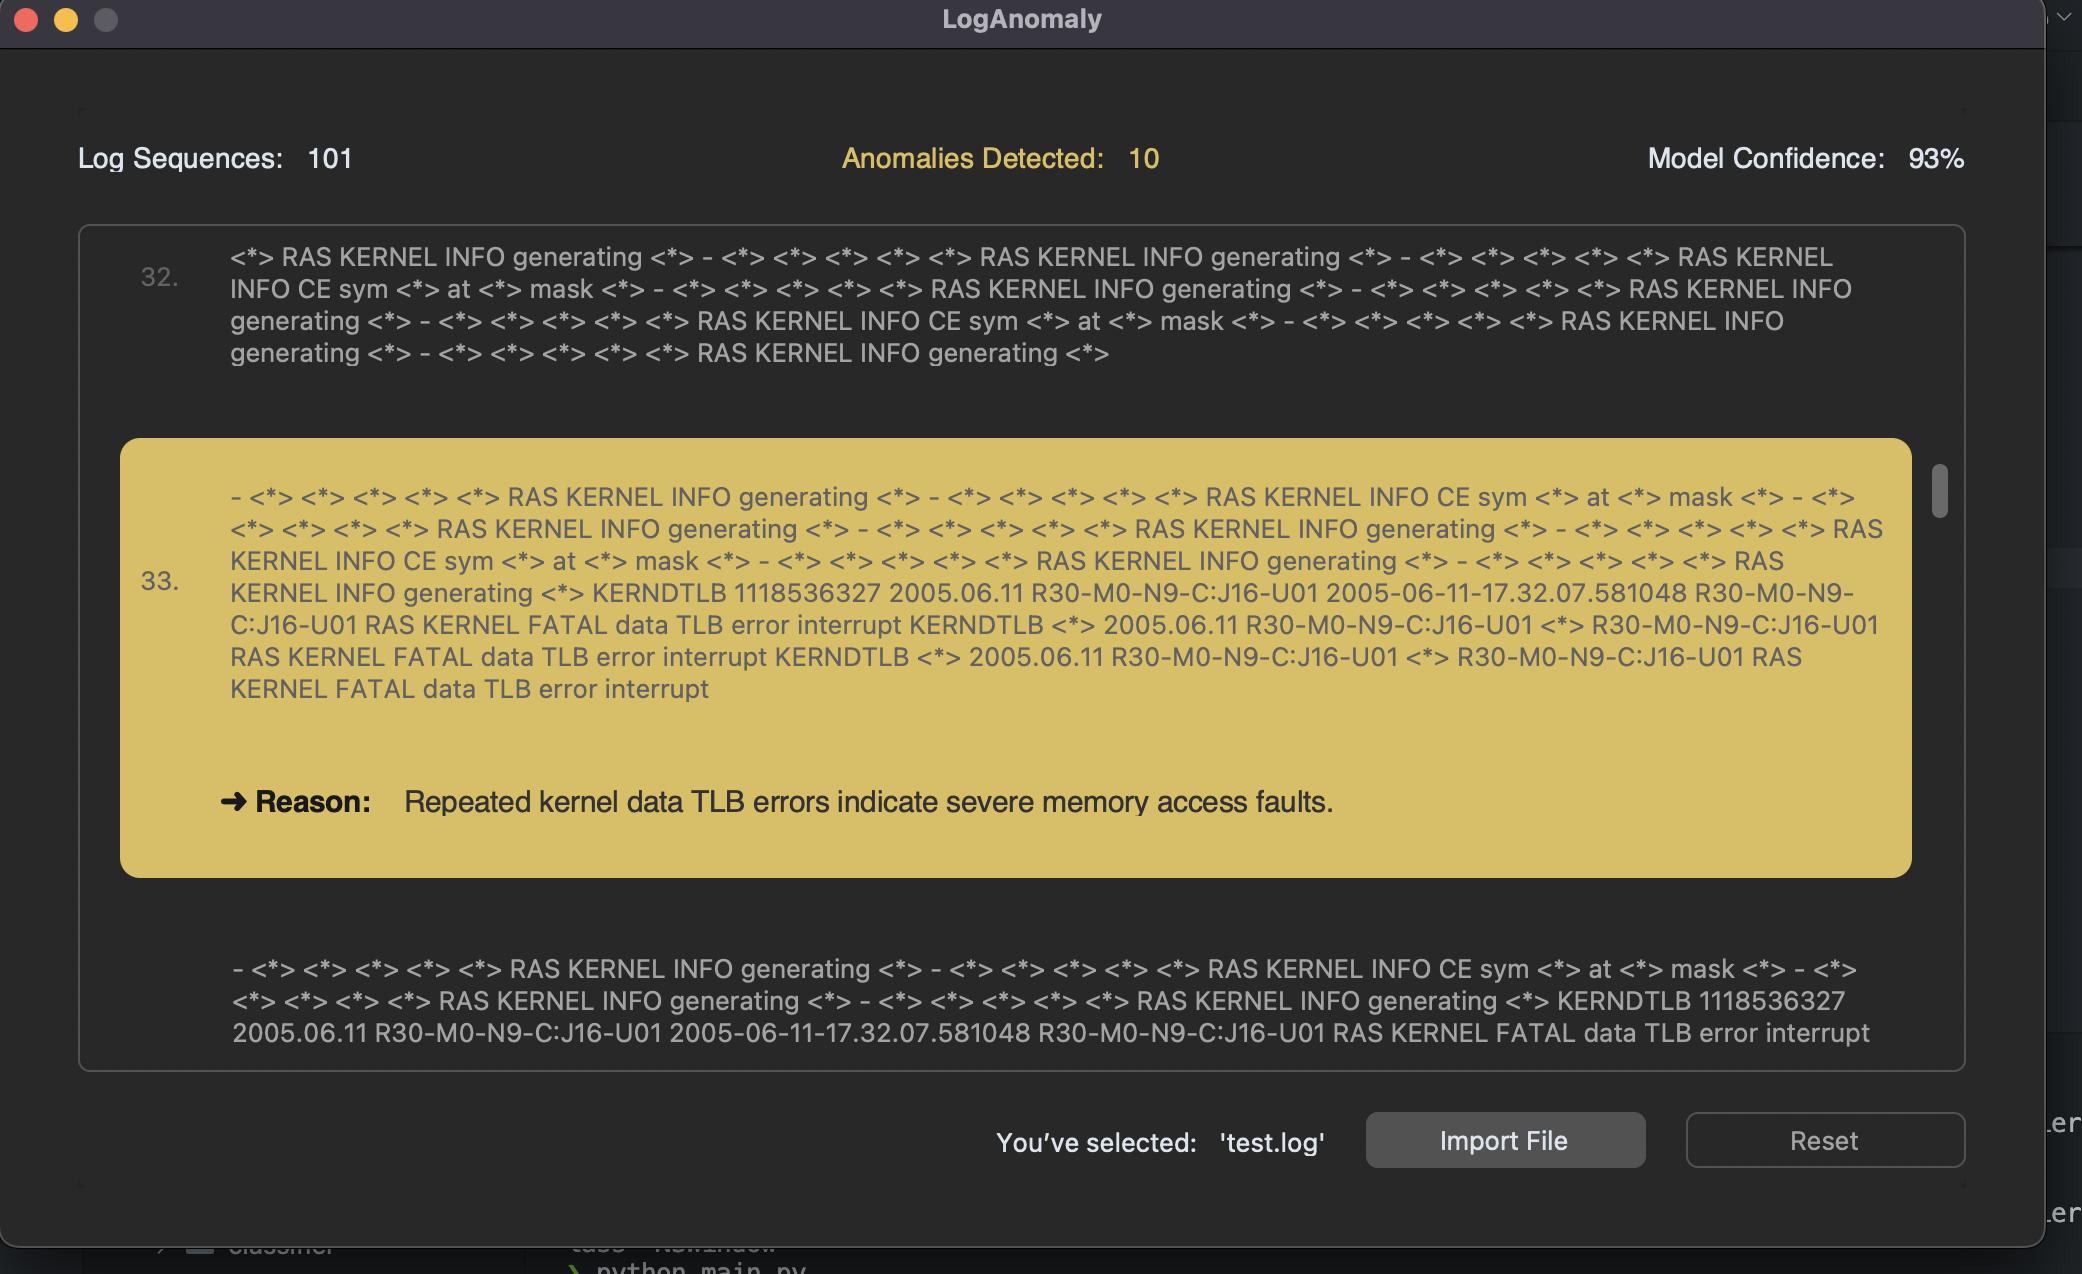 LogAnomaly
Log Sequences: 101 Anomalies Detected: 10 Model Confidence: 93%
32.
<*> RAS KERNEL INFO generating <*> - <*> <*> <*> <*> <*> RAS KERNEL INFO generating <*> - <*> <*> <*> <*> <*> RAS KERNEL
INFO CE sym <*> at <*> mask <*> - <*> <*> <*> <*> <*> RAS KERNEL INFO generating <*> - <*> <*> <*> <*> <*> RAS KERNEL INFO
generating <*> - <*> <*> <*> <*> <*> RAS KERNEL INFO CE sym <*> at <*> mask <*> - <*> <*> <*> <*> <*> RAS KERNEL INFO
generating <*> - <*> <*> <*> <*> <*> RAS KERNEL INFO generating <*>
33.
- <*> <*> <*> <*> <*> RAS KERNEL INFO generating <*> - <*> <*> <*> <*> <*> RAS KERNEL INFO CE sym <*> at <*> mask <*> - <*>
<*> <*> <*> <*> RAS KERNEL INFO generating <*> - <*> <*> <*> <*> <*> RAS KERNEL INFO generating <*> - <*> <*> <*> <*> <*> RAS
KERNEL INFO CE sym <*> at <*> mask <*> - <*> <*> <*> <*> <*> RAS KERNEL INFO generating <*> - <*> <*> <*> <*> <*> RAS
KERNEL INFO generating <*> KERNDTLB 1118536327 2005.06.11 R30-M0-N9-C:J16-U01 2005-06-11-17.32.07.581048 R30-M0-N9-
C:J16-U01 RAS KERNEL FATAL data TLB error interrupt KERNDTLB <*> 2005.06.11 R30-M0-N9-C:J16-U01 <*> R30-M0-N9-C:J16-U01
RAS KERNEL FATAL data TLB error interrupt KERNDTLB <*> 2005.06.11 R30-M0-N9-C:J16-U01 <*> R30-M0-N9-C:J16-U01 RAS
KERNEL FATAL data TLB error interrupt
➜ Reason: Repeated kernel data TLB errors indicate severe memory access faults.
- <*> <*> <*> <*> <*> RAS KERNEL INFO generating <*> - <*> <*> <*> <*> <*> RAS KERNEL INFO CE sym <*> at <*> mask <*> - <*>
<*> <*> <*> <*> RAS KERNEL INFO generating <*> - <*> <*> <*> <*> <*> RAS KERNEL INFO generating <*> KERNDTLB 1118536327
2005.06.11 R30-M0-N9-C:J16-U01 2005-06-11-17.32.07.581048 R30-M0-N9-C:J16-U01 RAS KERNEL FATAL data TLB error interrupt
You've selected: 'test.log' Import File Reset
python main.py